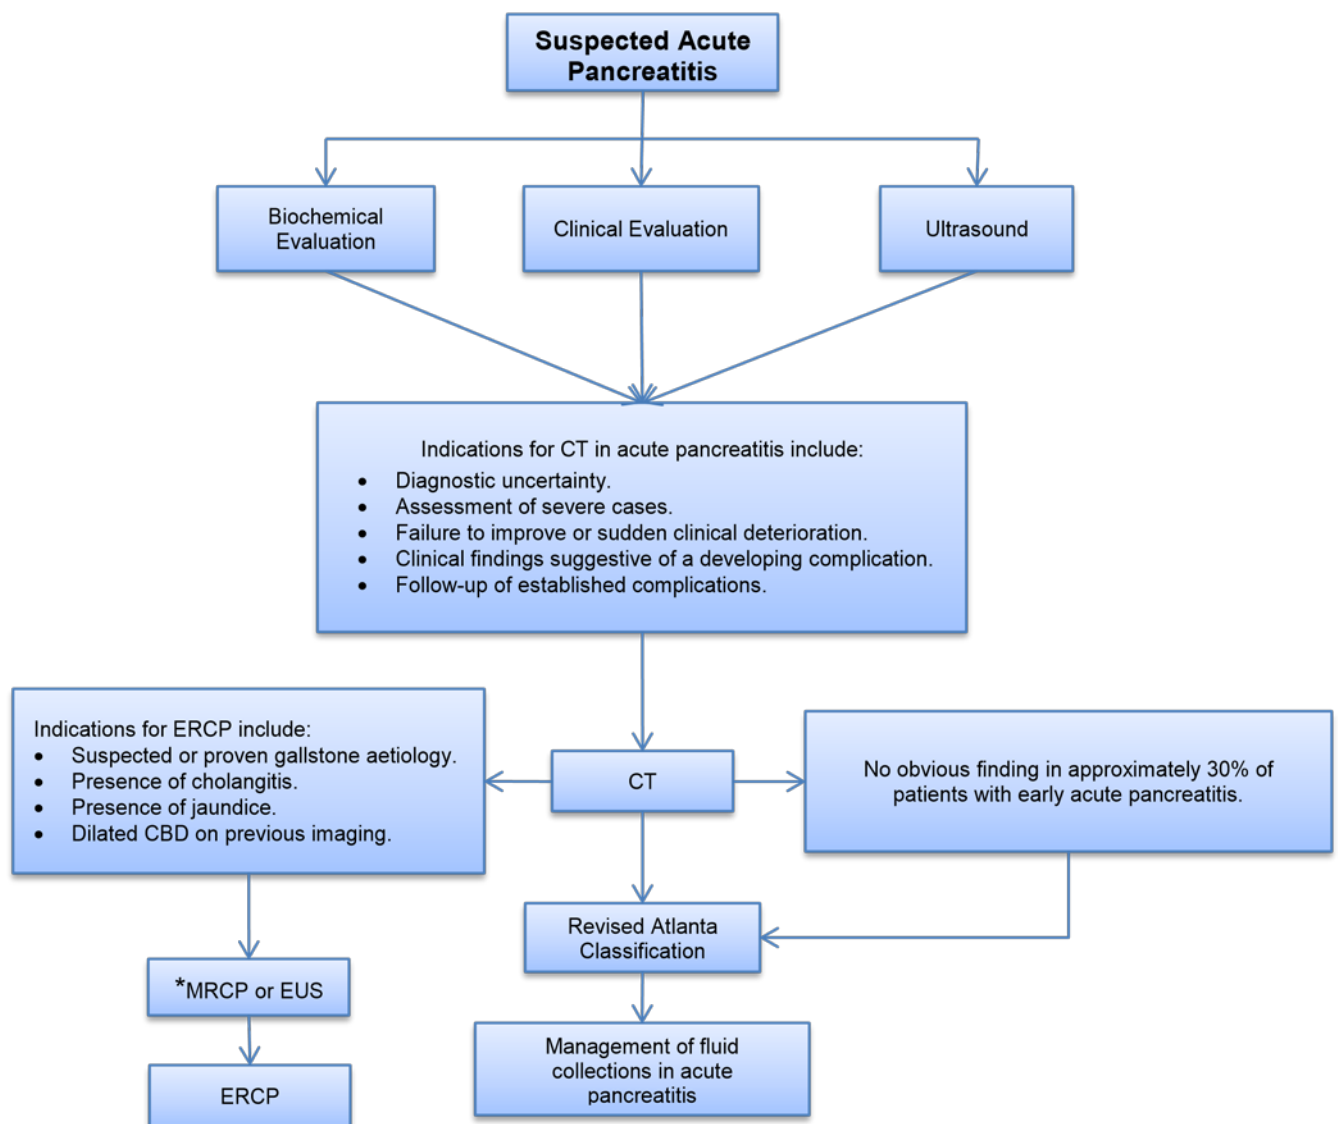 Suspected Acute
Pancreatitis
Biochemical
Evaluation
Clinical Evaluation
Ultrasound
Indications for CT in acute pancreatitis include:
• Diagnostic uncertainty.
• Assessment of severe cases.
• Failure to improve or sudden clinical deterioration.
• Clinical findings suggestive of a developing complication.
• Follow-up of established complications.
Indications for ERCP include:
• Suspected or proven gallstone aetiology.
• Presence of cholangitis.
• Presence of jaundice.
• Dilated CBD on previous imaging.
CT
No obvious finding in approximately 30% of
patients with early acute pancreatitis.
Revised Atlanta
Classification
*MRCP or EUS
Management of fluid
collections in acute
pancreatitis
ERCP